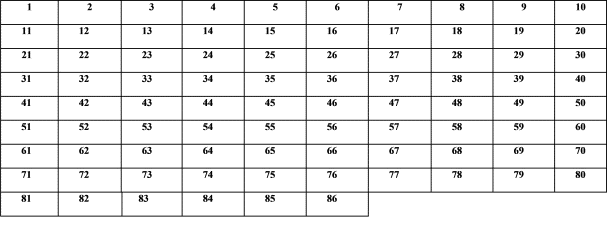 1 2 3 4 5 6 7 8 9 10
11 12 13 14 15 16 17 18 19 20
21 22 23 24 25 26 27 28 29 30
31 32 33 34 35 36 37 38 39 40
41 42 43 44 45 46 47 48 49 50
51 52 53 54 55 56 57 58 59 60
61 62 63 64 65 66 67 68 69 70
71 72 73 74 75 76 77 78 79 80
81 82 83 84 85 86